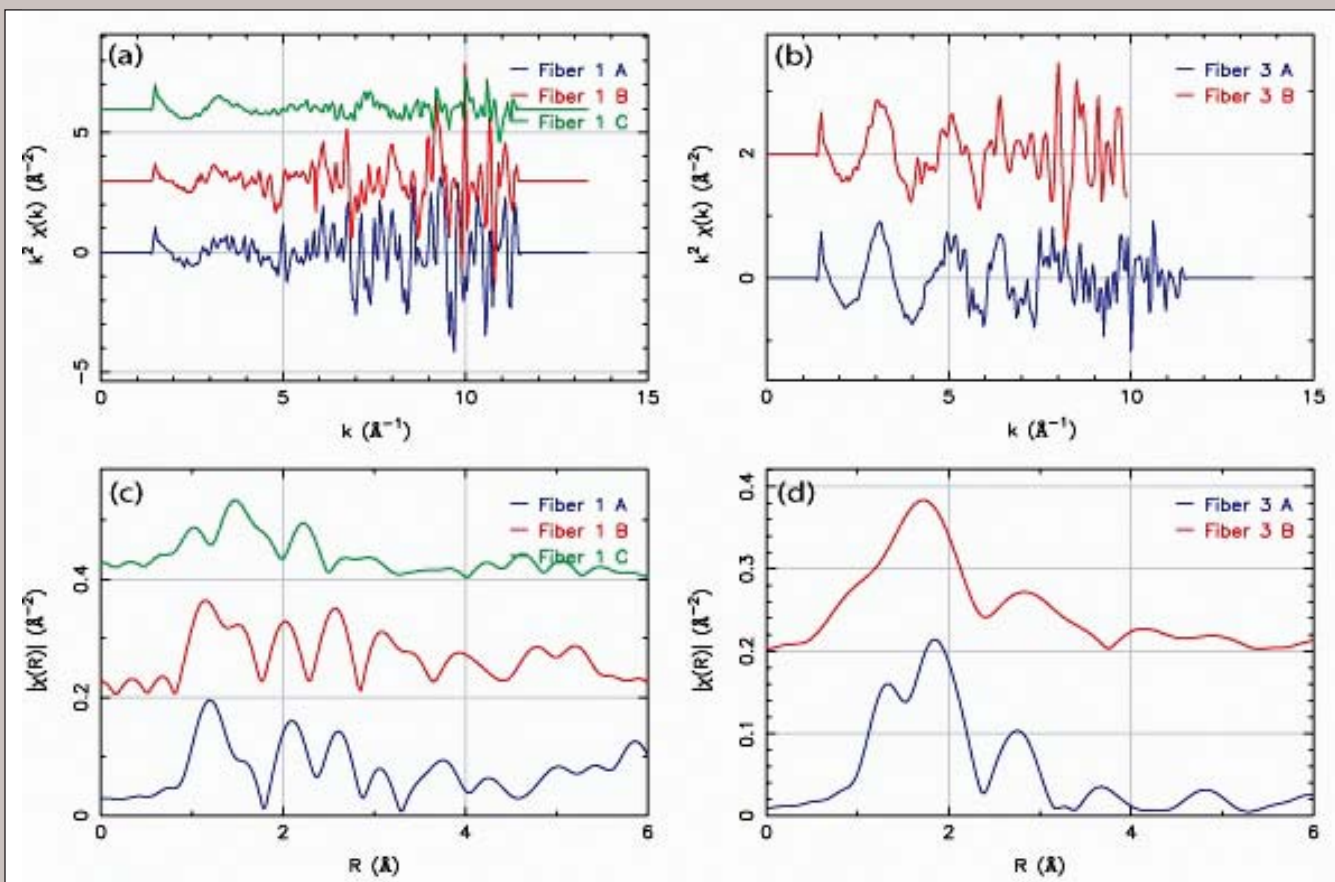 (a)
Fiber 1 A
Fiber 1 B
Fiber 1 C
k² χ(k) (Å⁻²)
5
0
−5
0
5
10
15
k (Å⁻¹)
(b)
Fiber 3 A
Fiber 3 B
k² χ(k) (Å⁻²)
2
0
0
5
10
15
k (Å⁻¹)
(c)
Fiber 1 A
Fiber 1 B
Fiber 1 C
|χ(R)| (Å⁻²)
0.4
0.2
0
0
2
4
6
R (Å)
(d)
Fiber 3 A
Fiber 3 B
|χ(R)| (Å⁻²)
0.4
0.3
0.2
0.1
0
0
2
4
6
R (Å)